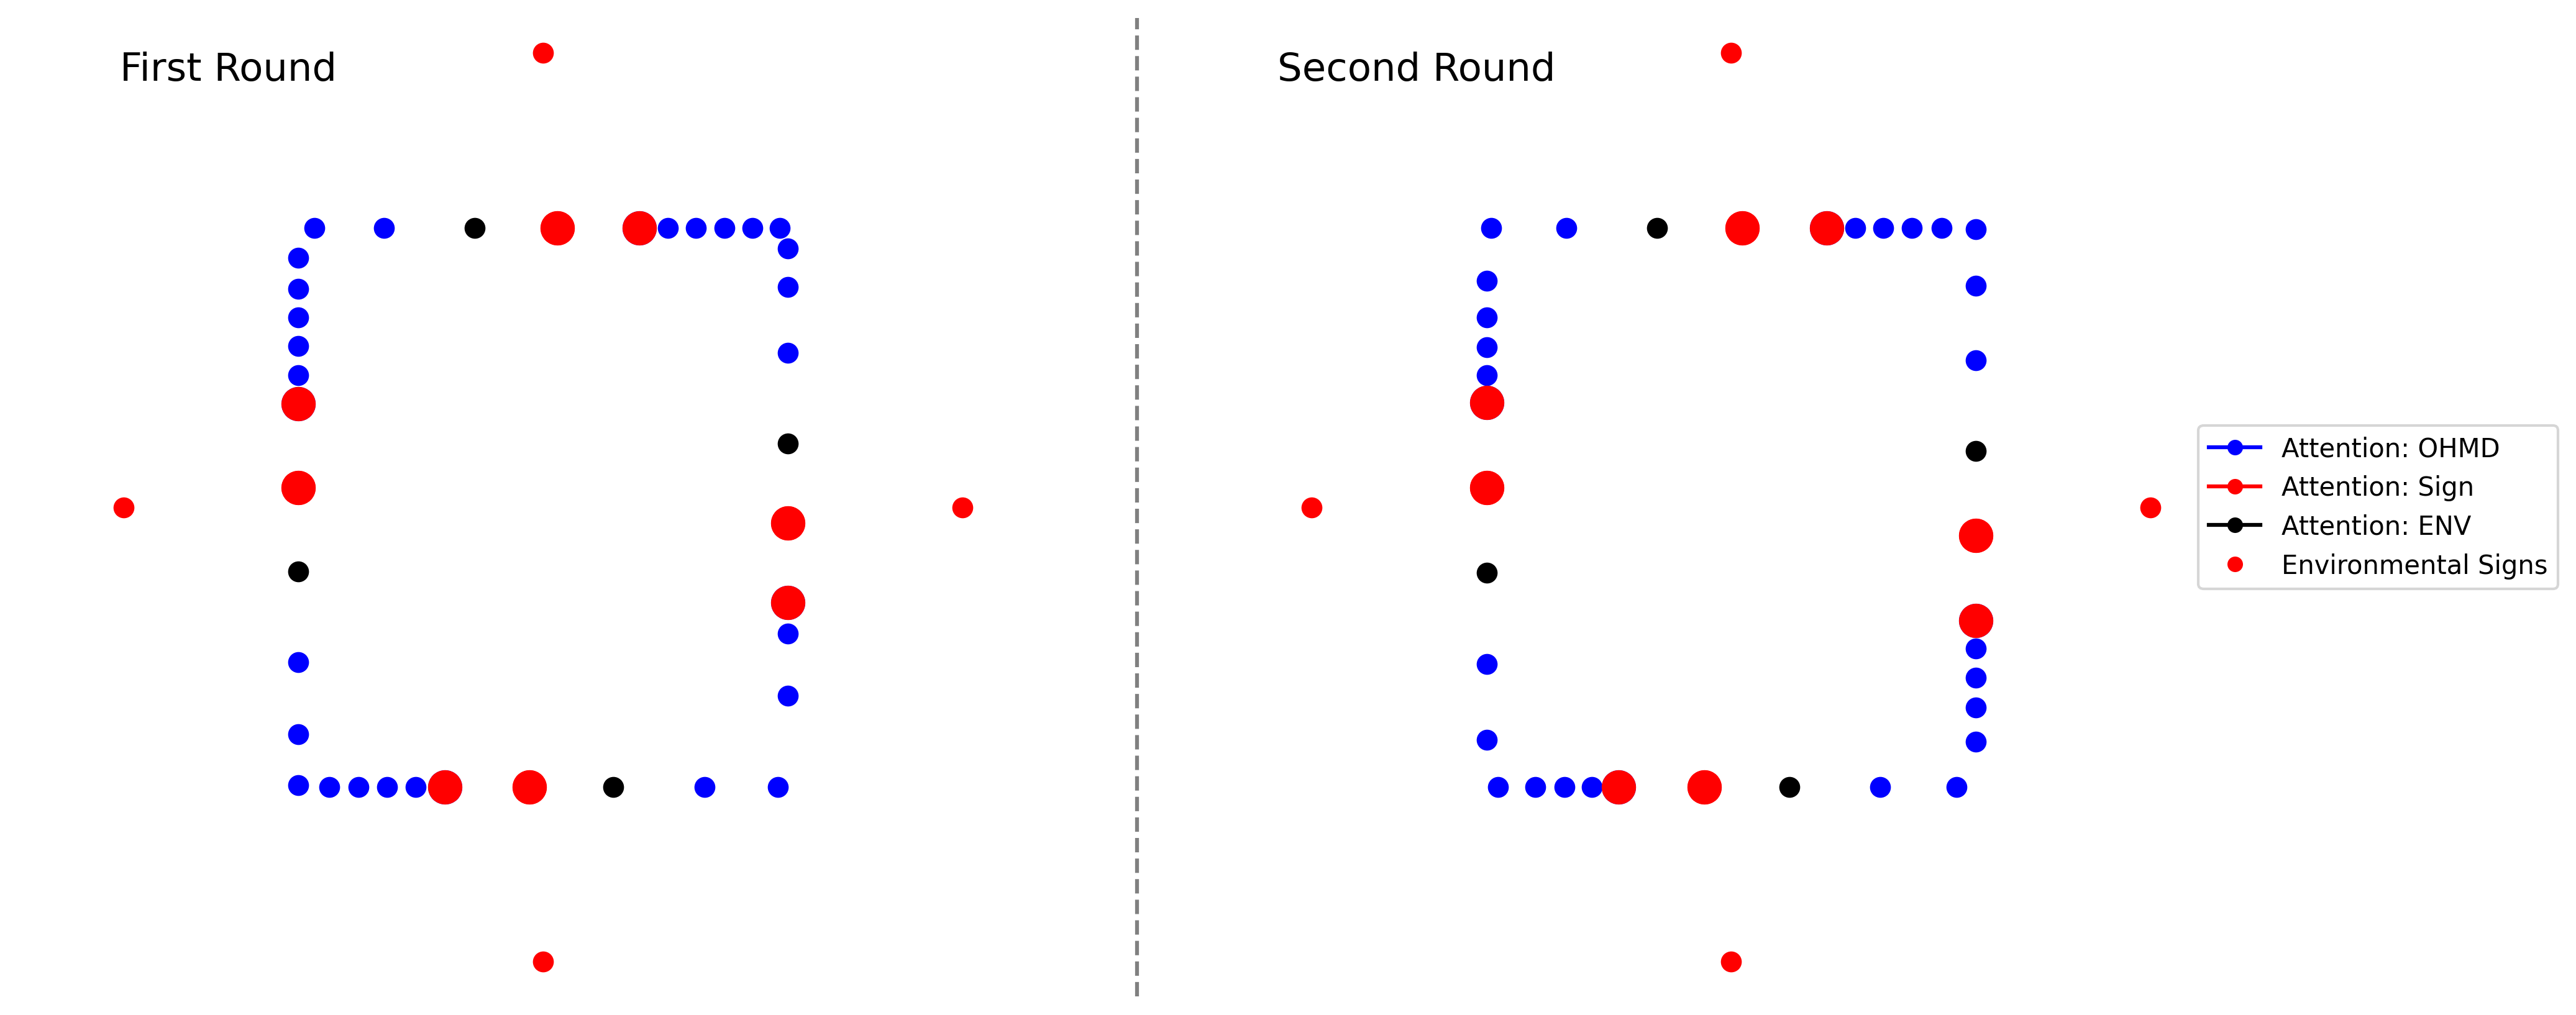 First Round
Second Round
Attention: OHMD
Attention: Sign
Attention: ENV
Environmental Signs